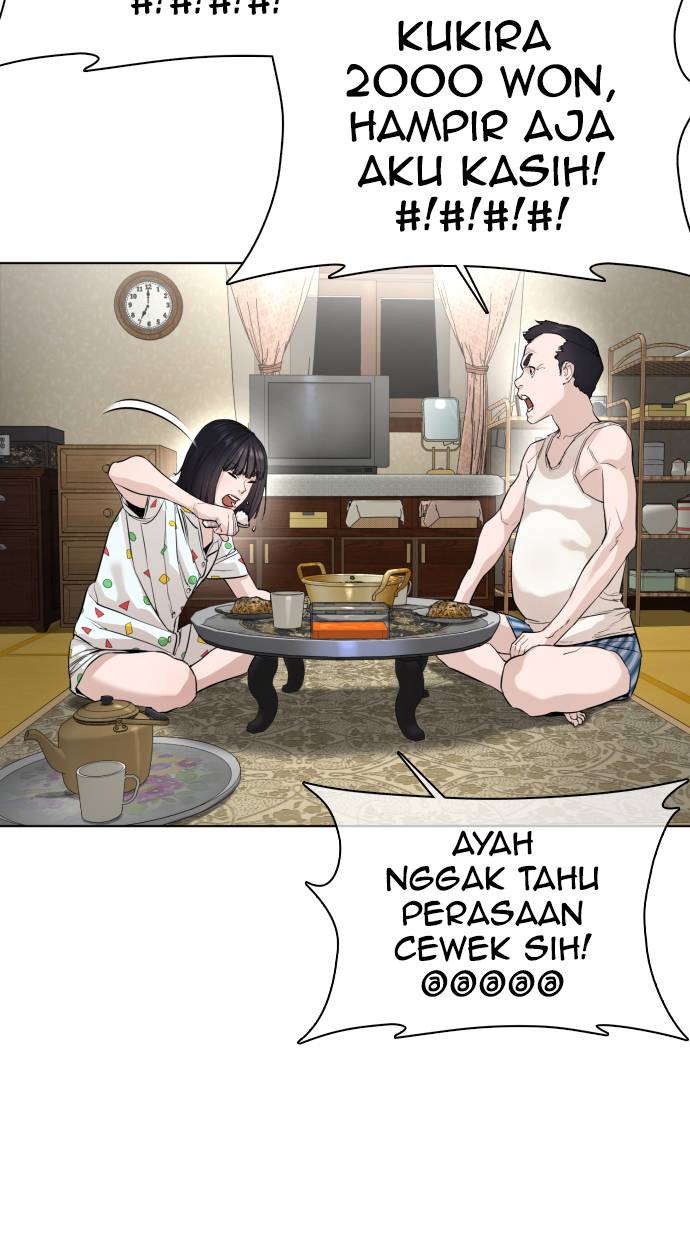 #!#!#!#!
KUKIRA
2000 WON,
HAMPIR AJA
AKU KASIH!
#!#!#!#!
AYAH
NGGAK TAHU
PERASAAN
CEWEK SIH!
@@@@@